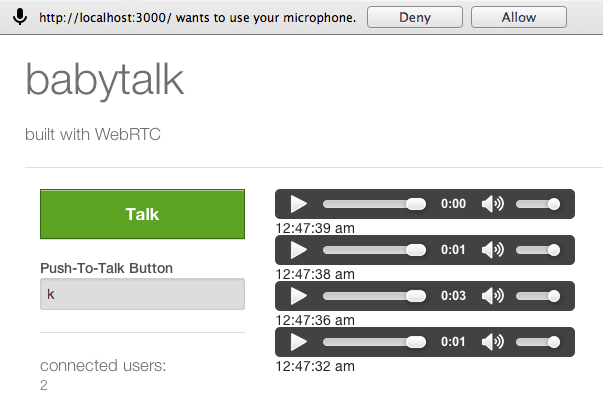 http://localhost:3000/ wants to use your microphone. Deny Allow
babytalk
built with WebRTC
Talk
Push-To-Talk Button
k
connected users:
2
0:00
12:47:39 am
0:01
12:47:38 am
0:03
12:47:36 am
0:01
12:47:32 am